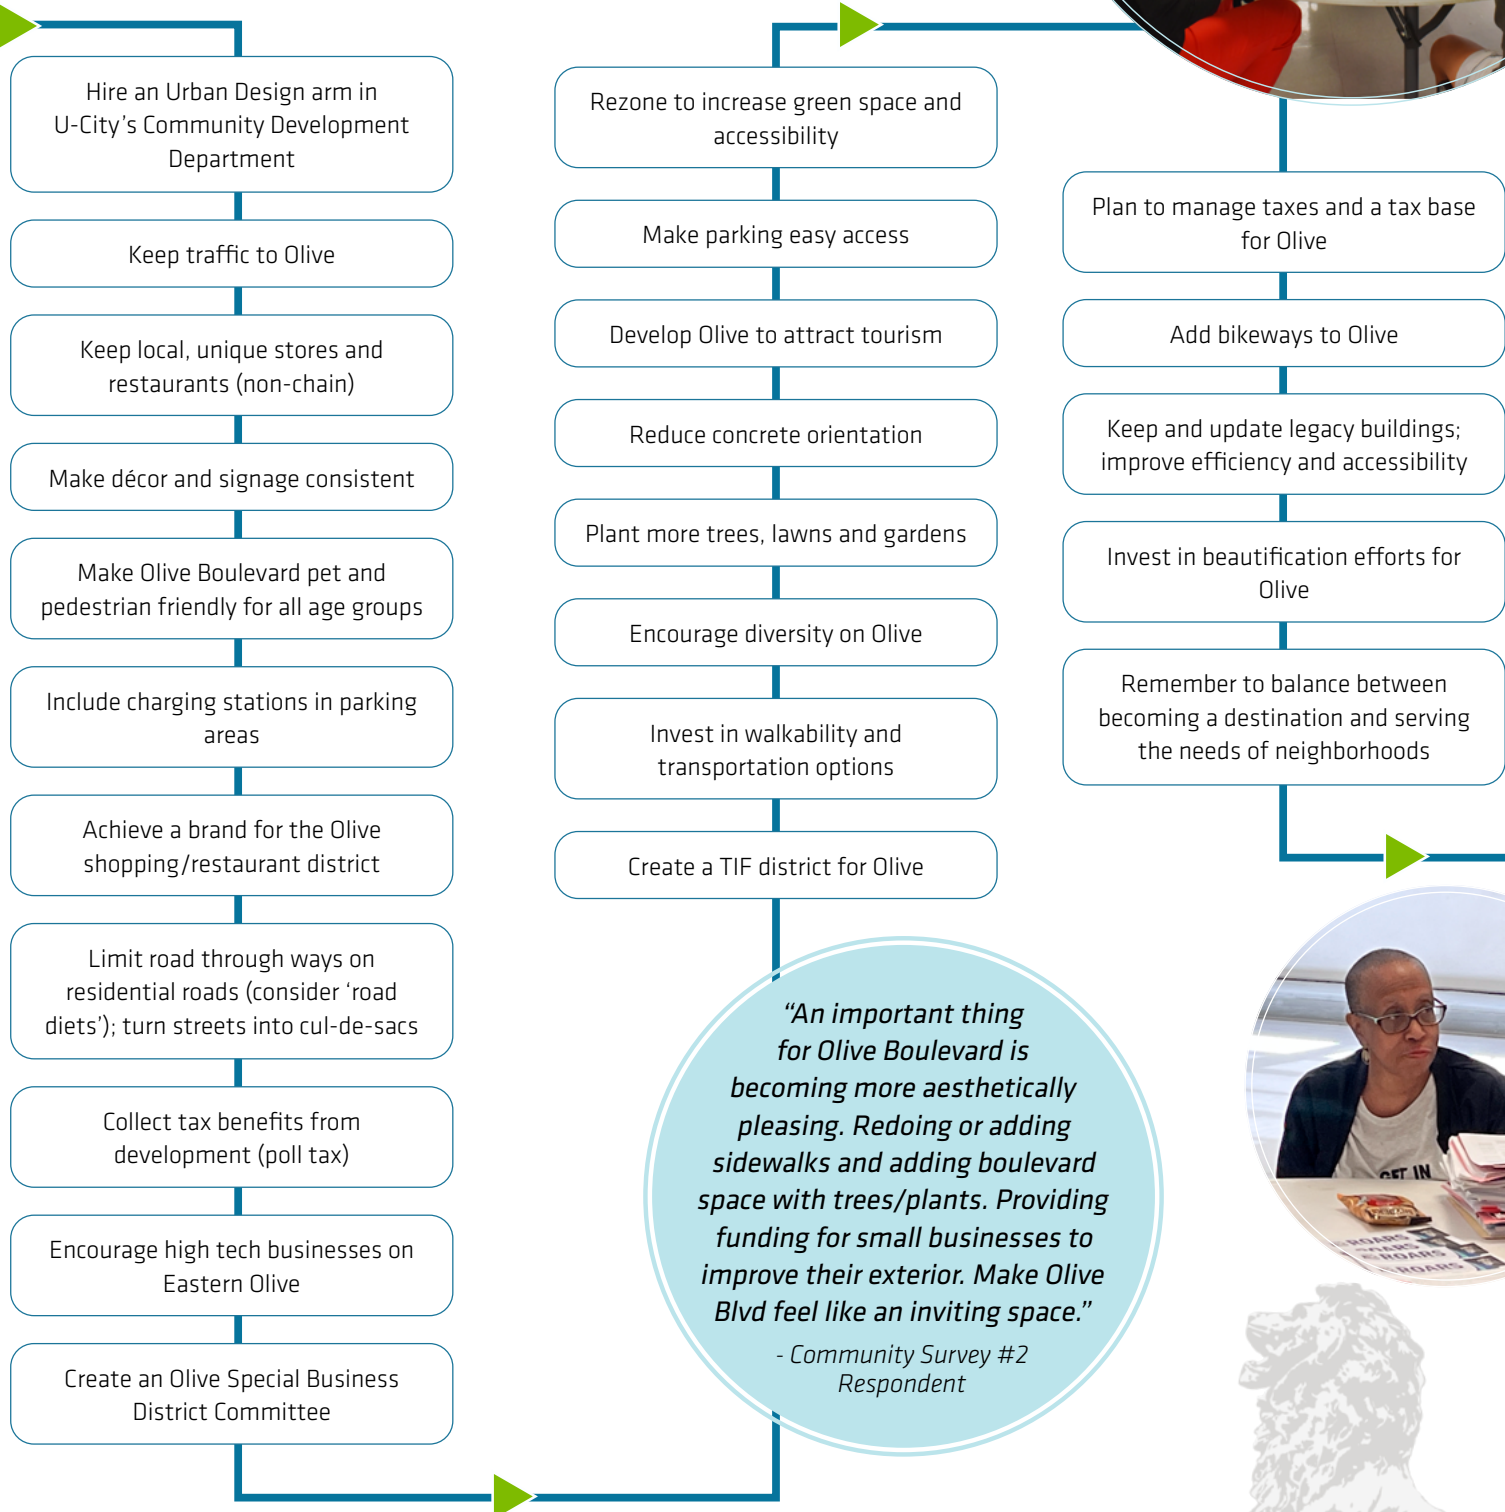 Hire an Urban Design arm in
U-City's Community Development
Department
Keep traffic to Olive
Keep local, unique stores and
restaurants (non-chain)
Make décor and signage consistent
Make Olive Boulevard pet and
pedestrian friendly for all age groups
Include charging stations in parking
areas
Achieve a brand for the Olive
shopping/restaurant district
Limit road through ways on
residential roads (consider ‘road
diets’); turn streets into cul-de-sacs
Collect tax benefits from
development (poll tax)
Encourage high tech businesses on
Eastern Olive
Create an Olive Special Business
District Committee
Rezone to increase green space and
accessibility
Make parking easy access
Develop Olive to attract tourism
Reduce concrete orientation
Plant more trees, lawns and gardens
Encourage diversity on Olive
Invest in walkability and
transportation options
Create a TIF district for Olive
“An important thing
for Olive Boulevard is
becoming more aesthetically
pleasing. Redoing or adding
sidewalks and adding boulevard
space with trees/plants. Providing
funding for small businesses to
improve their exterior. Make Olive
Blvd feel like an inviting space.”
- Community Survey #2
Respondent
Plan to manage taxes and a tax base
for Olive
Add bikeways to Olive
Keep and update legacy buildings;
improve efficiency and accessibility
Invest in beautification efforts for
Olive
Remember to balance between
becoming a destination and serving
the needs of neighborhoods
GET IN
ROARS
ROARS